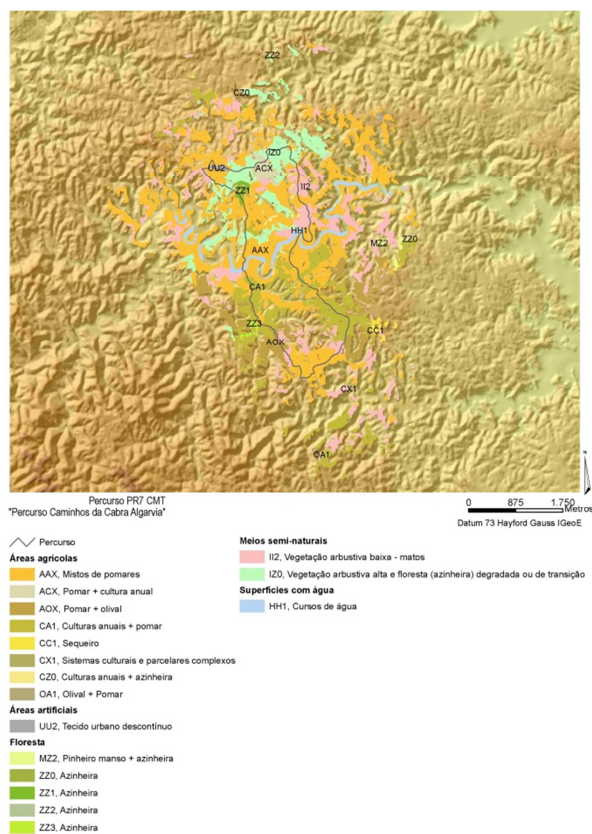 ZZ2
CZ0
IZ0
UU2
ACX
ZZ1
II2
HH1
MZ2
ZZ0
AAX
CA1
ZZ3
CC1
AOX
CX1
OA1
Percurso PR7 CMT
"Percurso Caminhos da Cabra Algarvia"
0 875 1.750
Metros
Datum 73 Hayford Gauss IGeoE
Percurso
Áreas agrícolas
AAX, Mistos de pomares
ACX, Pomar + cultura anual
AOX, Pomar + olival
CA1, Culturas anuais + pomar
CC1, Sequeiro
CX1, Sistemas culturais e parcelares complexos
CZ0, Culturas anuais + azinheira
OA1, Olival + Pomar
Áreas artificiais
UU2, Tecido urbano descontínuo
Floresta
MZ2, Pinheiro manso + azinheira
ZZ0, Azinheira
ZZ1, Azinheira
ZZ2, Azinheira
ZZ3, Azinheira
Meios semi-naturais
II2, Vegetação arbustiva baixa - matos
IZ0, Vegetação arbustiva alta e floresta (azinheira) degradada ou de transição
Superfícies com água
HH1, Cursos de água